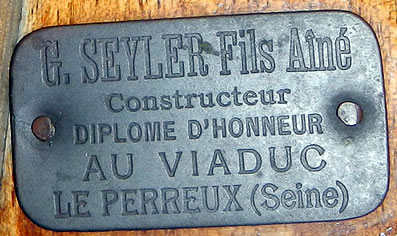 G. SEYLER Fils Aîné
Constructeur
DIPLOME D'HONNEUR
AU VIADUC
LE PERREUX (Seine)